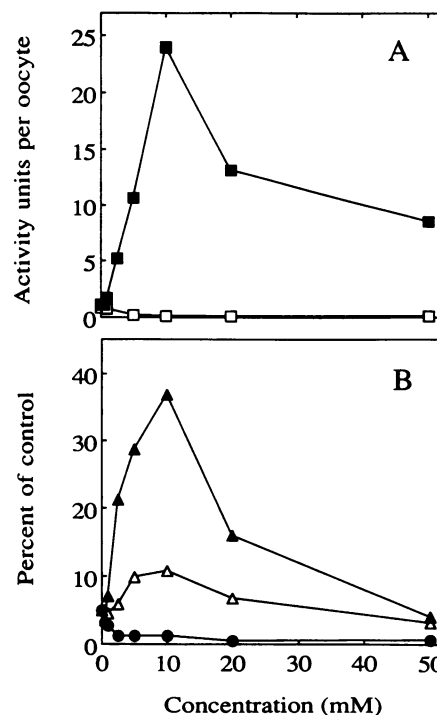 A
Activity units per oocyte
25
20
15
10
5
0
B
Percent of control
40
30
20
10
0
0 10 20 30 40 50
Concentration (mM)